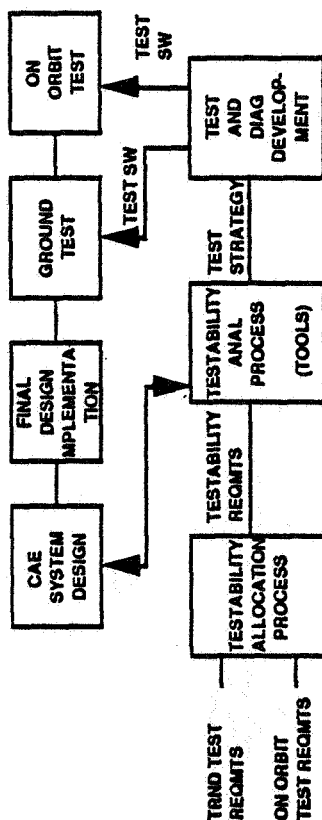 CAE
SYSTEM
DESIGN
FINAL
DESIGN
MPLEMENTA-
TION
GROUND
TEST
ON
ORBIT
TEST
TEST SW
TEST
SW
TRND TEST
REQMTS
ON ORBIT
TEST REQMTS
TESTABILITY
ALLOCATION
PROCESS
TESTABILITY
REQMTS
TESTABILITY
ANAL
PROCESS
(TOOLS)
TEST
STRATEGY
TEST
AND
DIAG
DEVELOP-
MENT